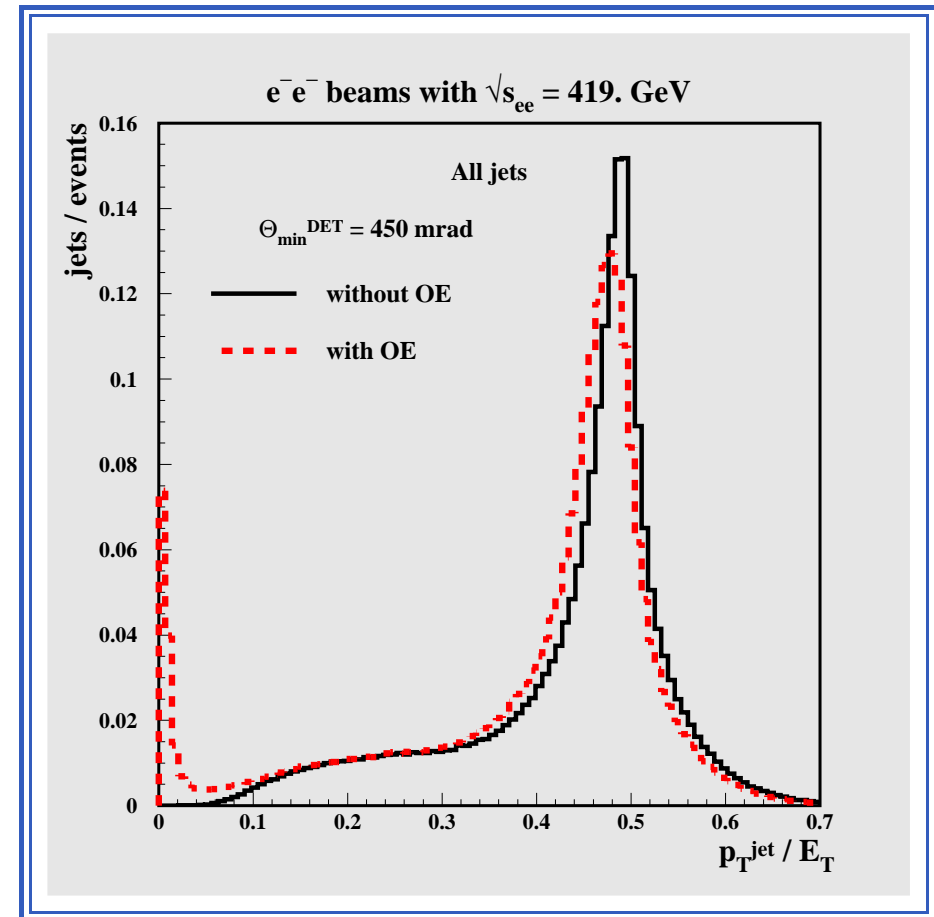 e⁻e⁻ beams with √s_ee = 419. GeV
jets / events
0.16
0.14
0.12
0.1
0.08
0.06
0.04
0.02
0
All jets
Θ_min^DET = 450 mrad
without OE
with OE
0 0.1 0.2 0.3 0.4 0.5 0.6 0.7
p_T^jet / E_T